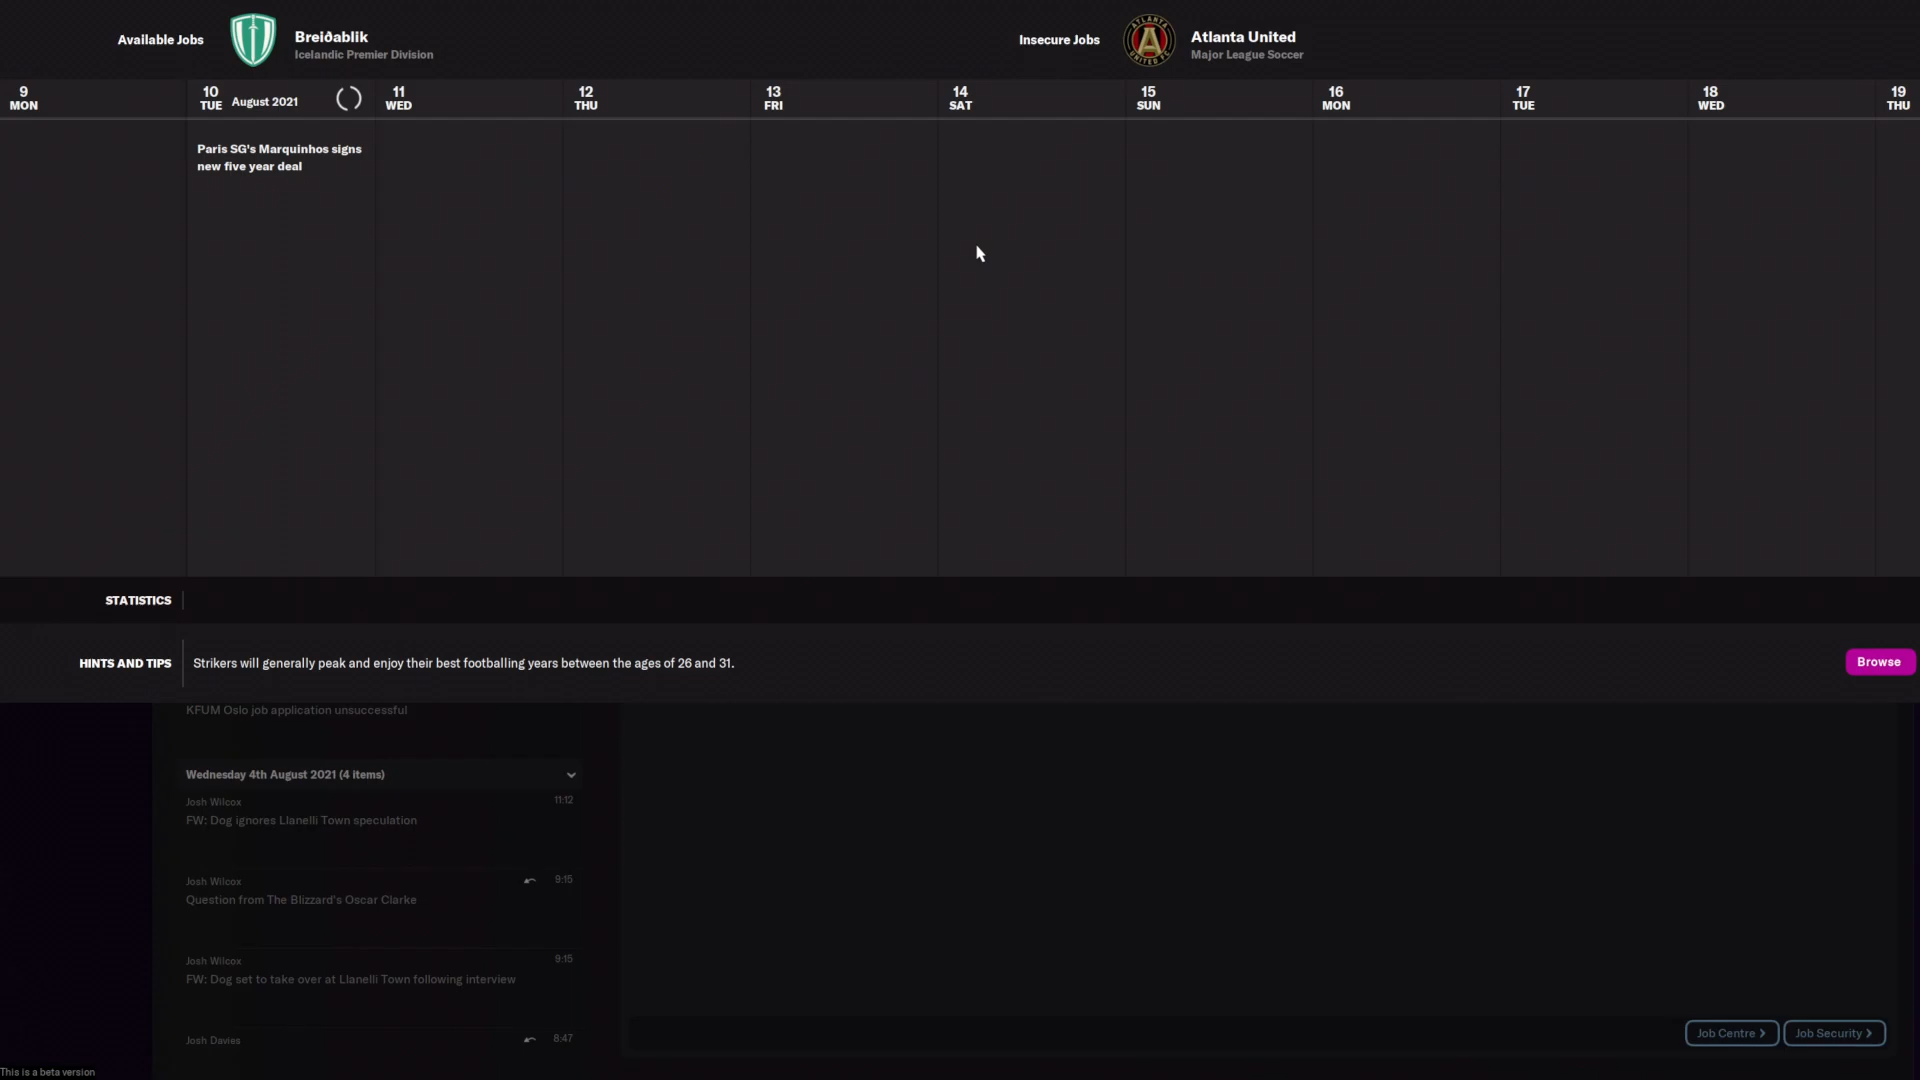 Available Jobs
Breiðablik
Icelandic Premier Division
Insecure Jobs
ATLANTA
UNITED FC
A
Atlanta United
Major League Soccer
9
MON
10
TUE
August 2021
11
WED
12
THU
13
FRI
14
SAT
15
SUN
16
MON
17
TUE
18
WED
19
THU
Paris SG's Marquinhos signs
new five year deal
STATISTICS
HINTS AND TIPS
Strikers will generally peak and enjoy their best footballing years between the ages of 26 and 31.
Browse
KFUM Oslo job application unsuccessful
Wednesday 4th August 2021 (4 items)
Josh Wilcox
11:12
FW: Dog ignores Llanelli Town speculation
Josh Wilcox
9:15
Question from The Blizzard's Oscar Clarke
Josh Wilcox
9:15
FW: Dog set to take over at Llanelli Town following interview
Josh Davies
8:47
Job Centre >
Job Security >
This is a beta version